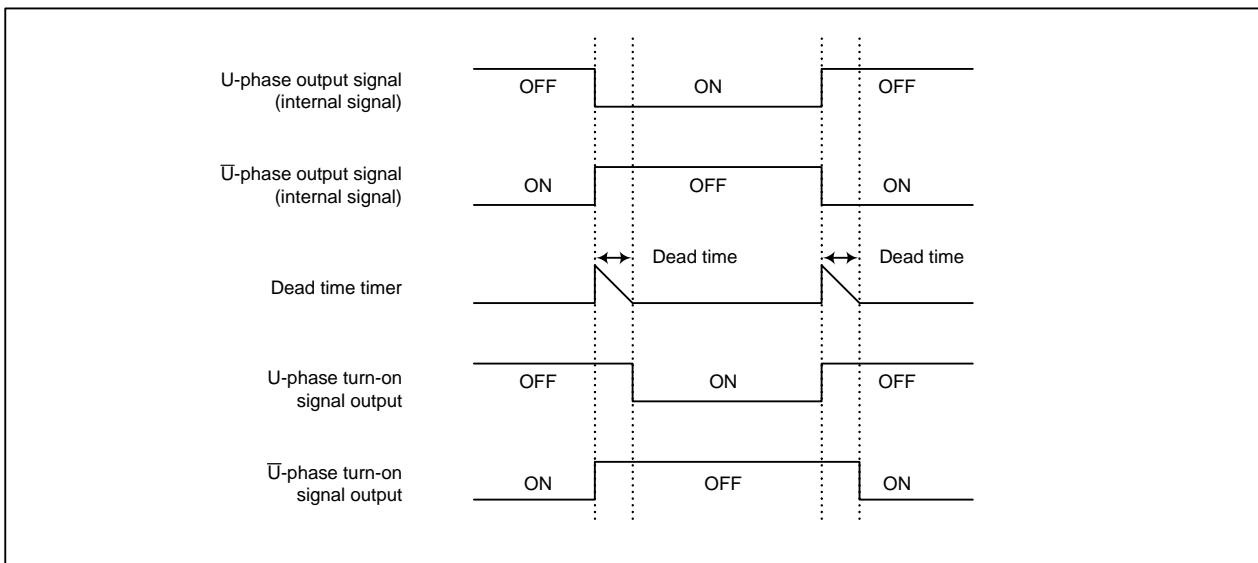 U-phase output signal
(internal signal)
OFF
ON
OFF
U̅-phase output signal
(internal signal)
ON
OFF
ON
Dead time
Dead time
Dead time timer
U-phase turn-on
signal output
OFF
ON
OFF
U̅-phase turn-on
signal output
ON
OFF
ON